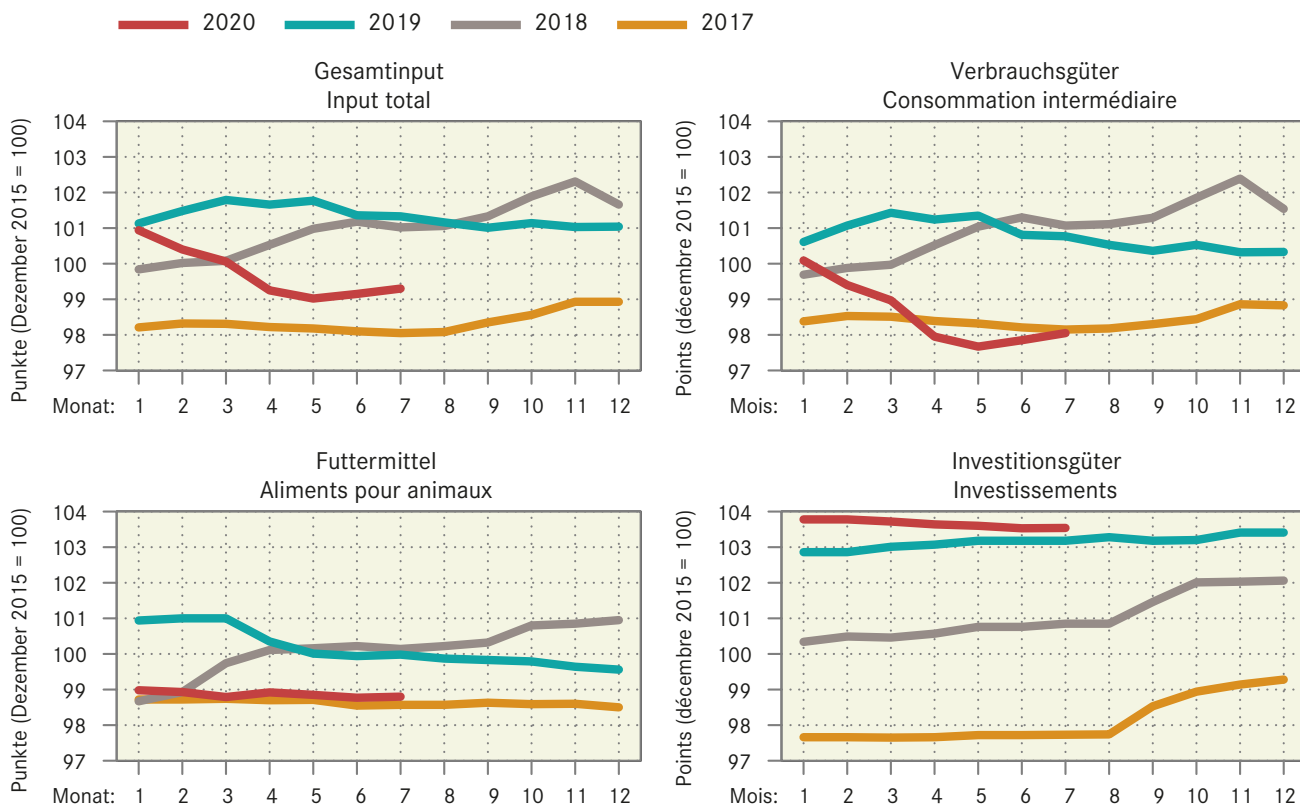 2020 2019 2018 2017
Gesamtinput
Input total
Punkte (Dezember 2015 = 100)
104
103
102
101
100
99
98
97
Monat: 1 2 3 4 5 6 7 8 9 10 11 12
Verbrauchsgüter
Consommation intermédiaire
Points (décembre 2015 = 100)
104
103
102
101
100
99
98
97
Mois: 1 2 3 4 5 6 7 8 9 10 11 12
Futtermittel
Aliments pour animaux
Punkte (Dezember 2015 = 100)
104
103
102
101
100
99
98
97
Monat: 1 2 3 4 5 6 7 8 9 10 11 12
Investitionsgüter
Investissements
Points (décembre 2015 = 100)
104
103
102
101
100
99
98
97
Mois: 1 2 3 4 5 6 7 8 9 10 11 12